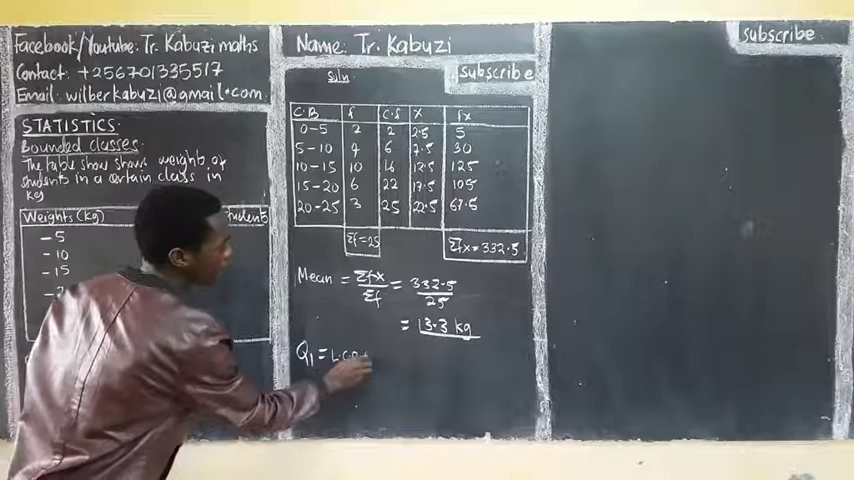 Facebook/Youtube: Tr. Kabuzi maths
Contact: +256701335517
Email: wilberkabuzi@gmail.com
STATISTICS
Bounded classes
The table show shows weights of
students in a certain class in
kg
Weights (kg) students
-5
-10
-15
Name: Tr. Kabuzi
Soln
Subscribe
C.B f C.f X fx
0-5 2 2 2.5 5
5-10 4 6 7.5 30
10-15 10 16 12.5 125
15-20 6 22 17.5 105
20-25 3 25 22.5 67.5
Σf=25 Σfx=332.5
Mean = Σfx/Σf = 332.5/25
= 13.3 kg
Q1 = L.C.B
subscribe